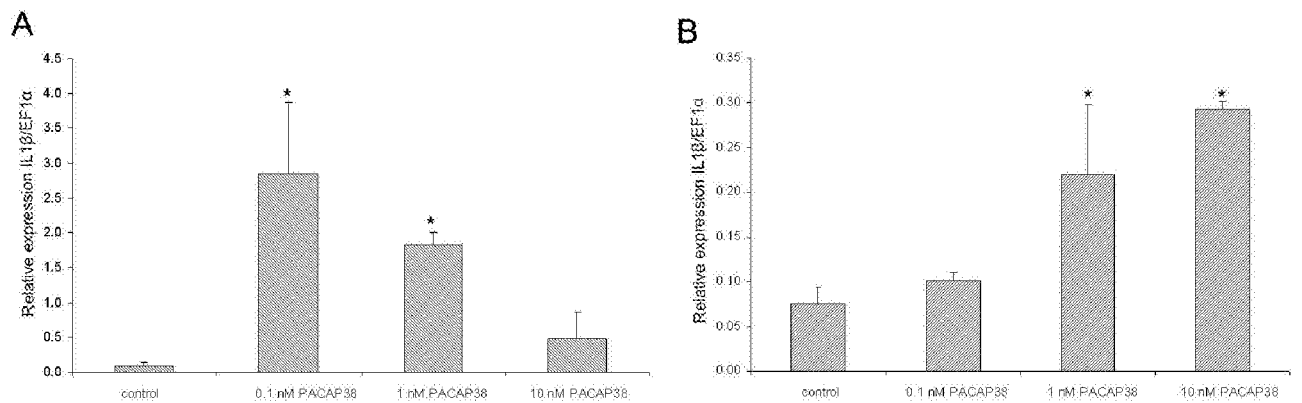 A
Relative expression IL1β/EF1α
4.5
4.0
3.5
3.0
2.5
2.0
1.5
1.0
0.5
0.0
★
★
control
0.1 nM PACAP38
1 nM PACAP38
10 nM PACAP38
B
Relative expression IL1β/EF1α
0.35
0.30
0.25
0.20
0.15
0.10
0.05
0.00
★
★
control
0.1 nM PACAP38
1 nM PACAP38
10 nM PACAP38